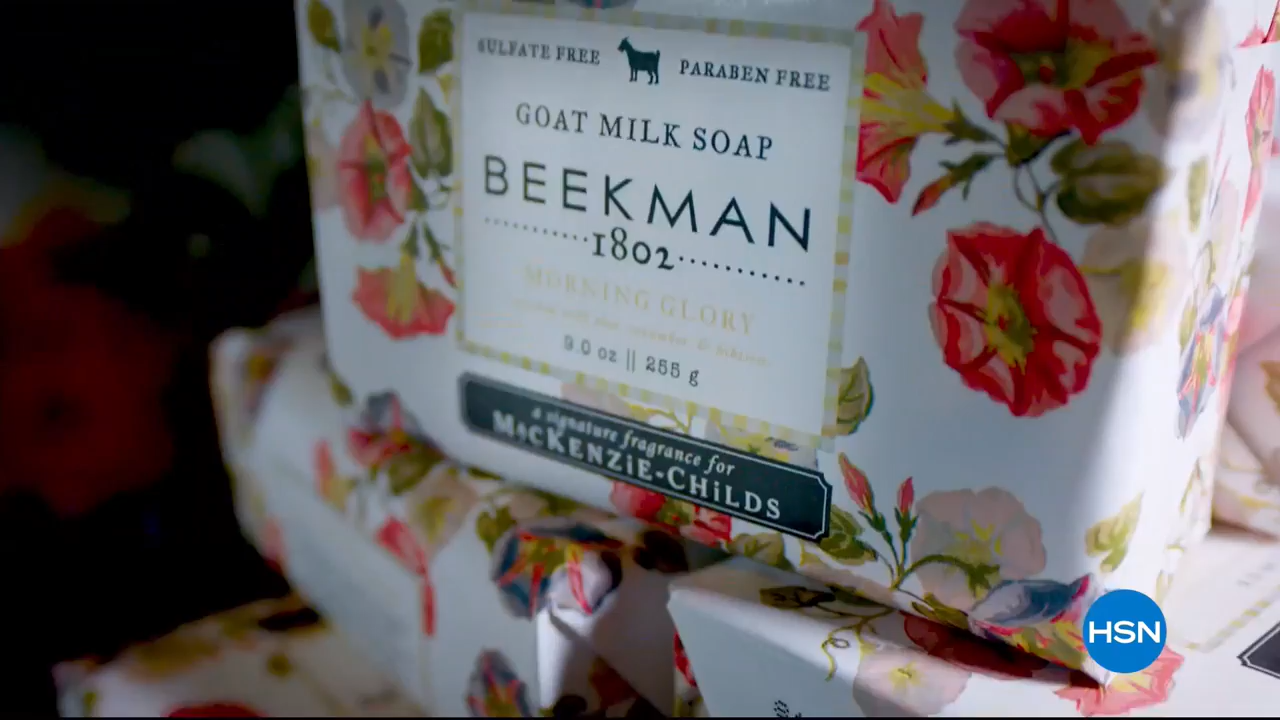 SULFATE FREE PARABEN FREE
GOAT MILK SOAP
BEEKMAN
1802
MORNING GLORY
9.0 oz || 255 g
a signature fragrance for
MACKENZiE-CHiLDS
HSN